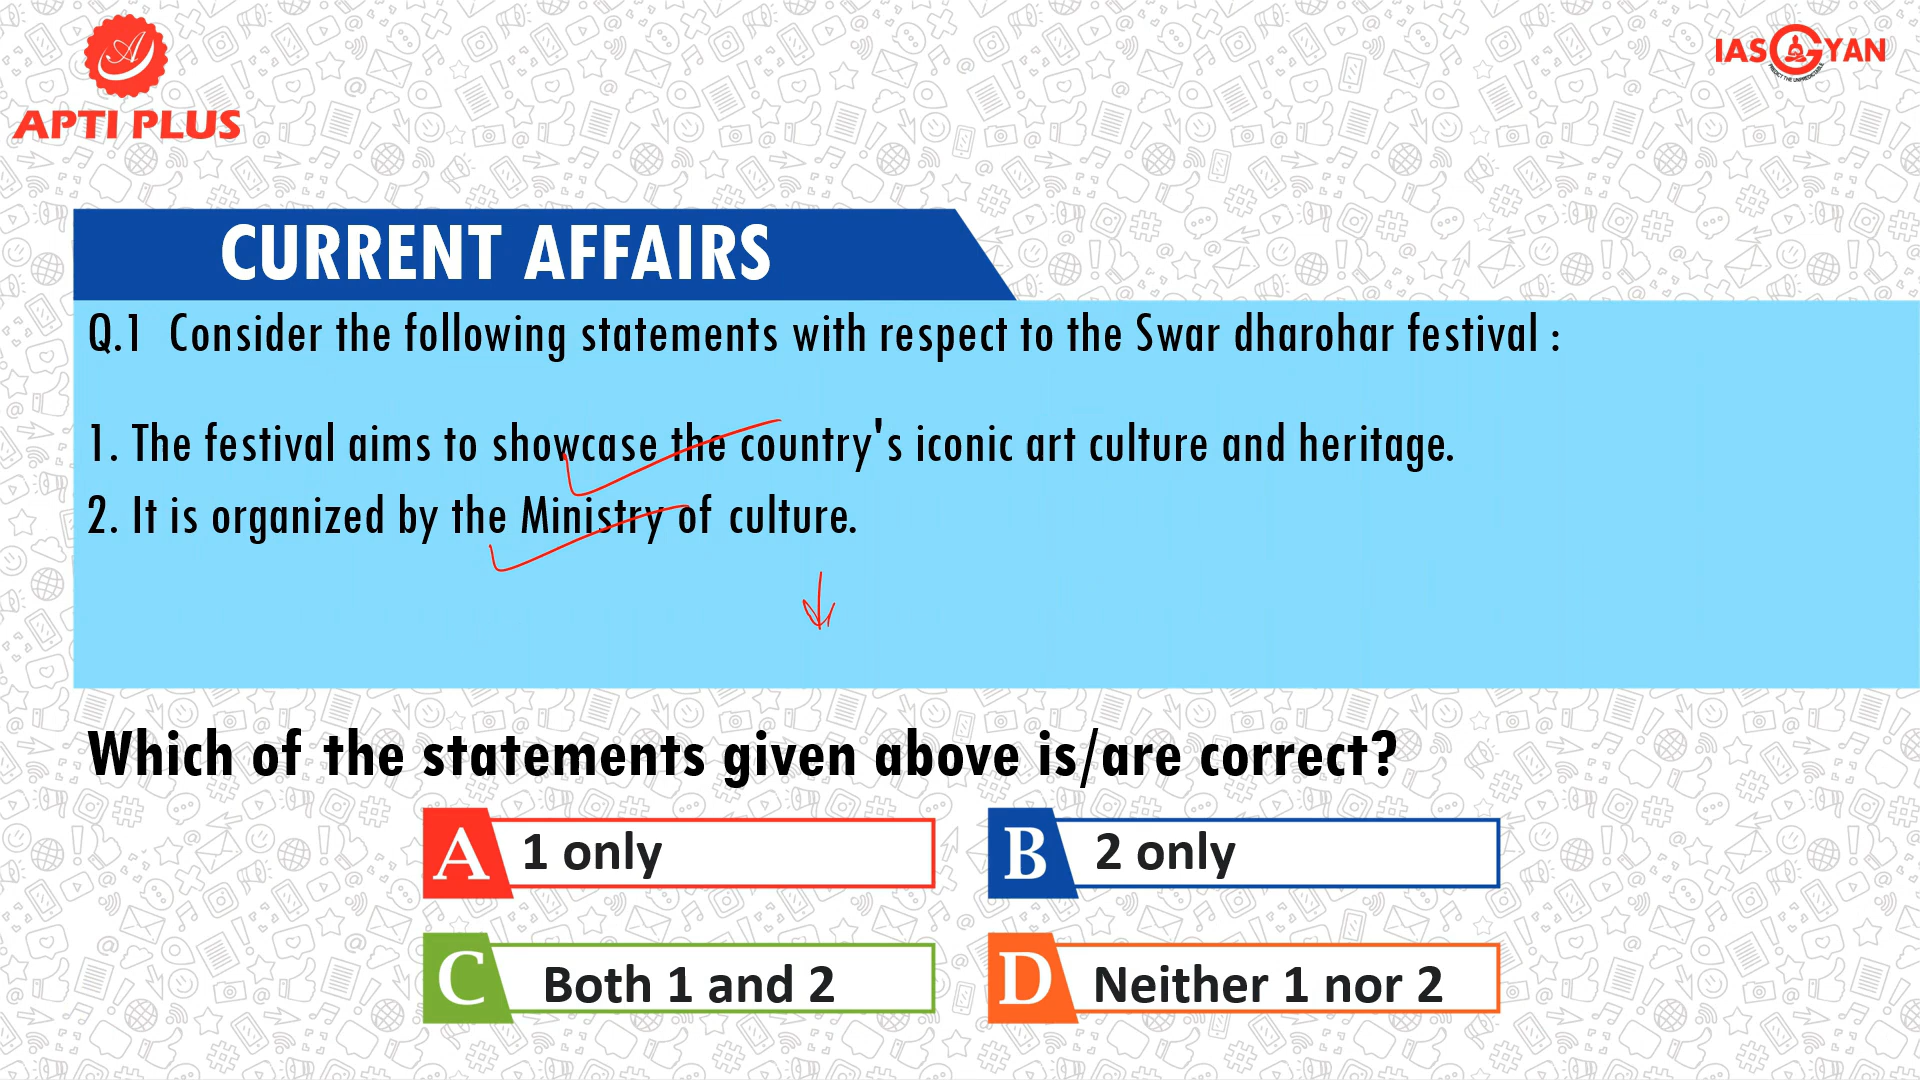 APTI PLUS
IASGYAN
PREDICT THE UNPREDICTABLE
CURRENT AFFAIRS
Q.1 Consider the following statements with respect to the Swar dharohar festival :
1. The festival aims to showcase the country's iconic art culture and heritage.
2. It is organized by the Ministry of culture.
Which of the statements given above is/are correct?
A 1 only
B 2 only
C Both 1 and 2
D Neither 1 nor 2